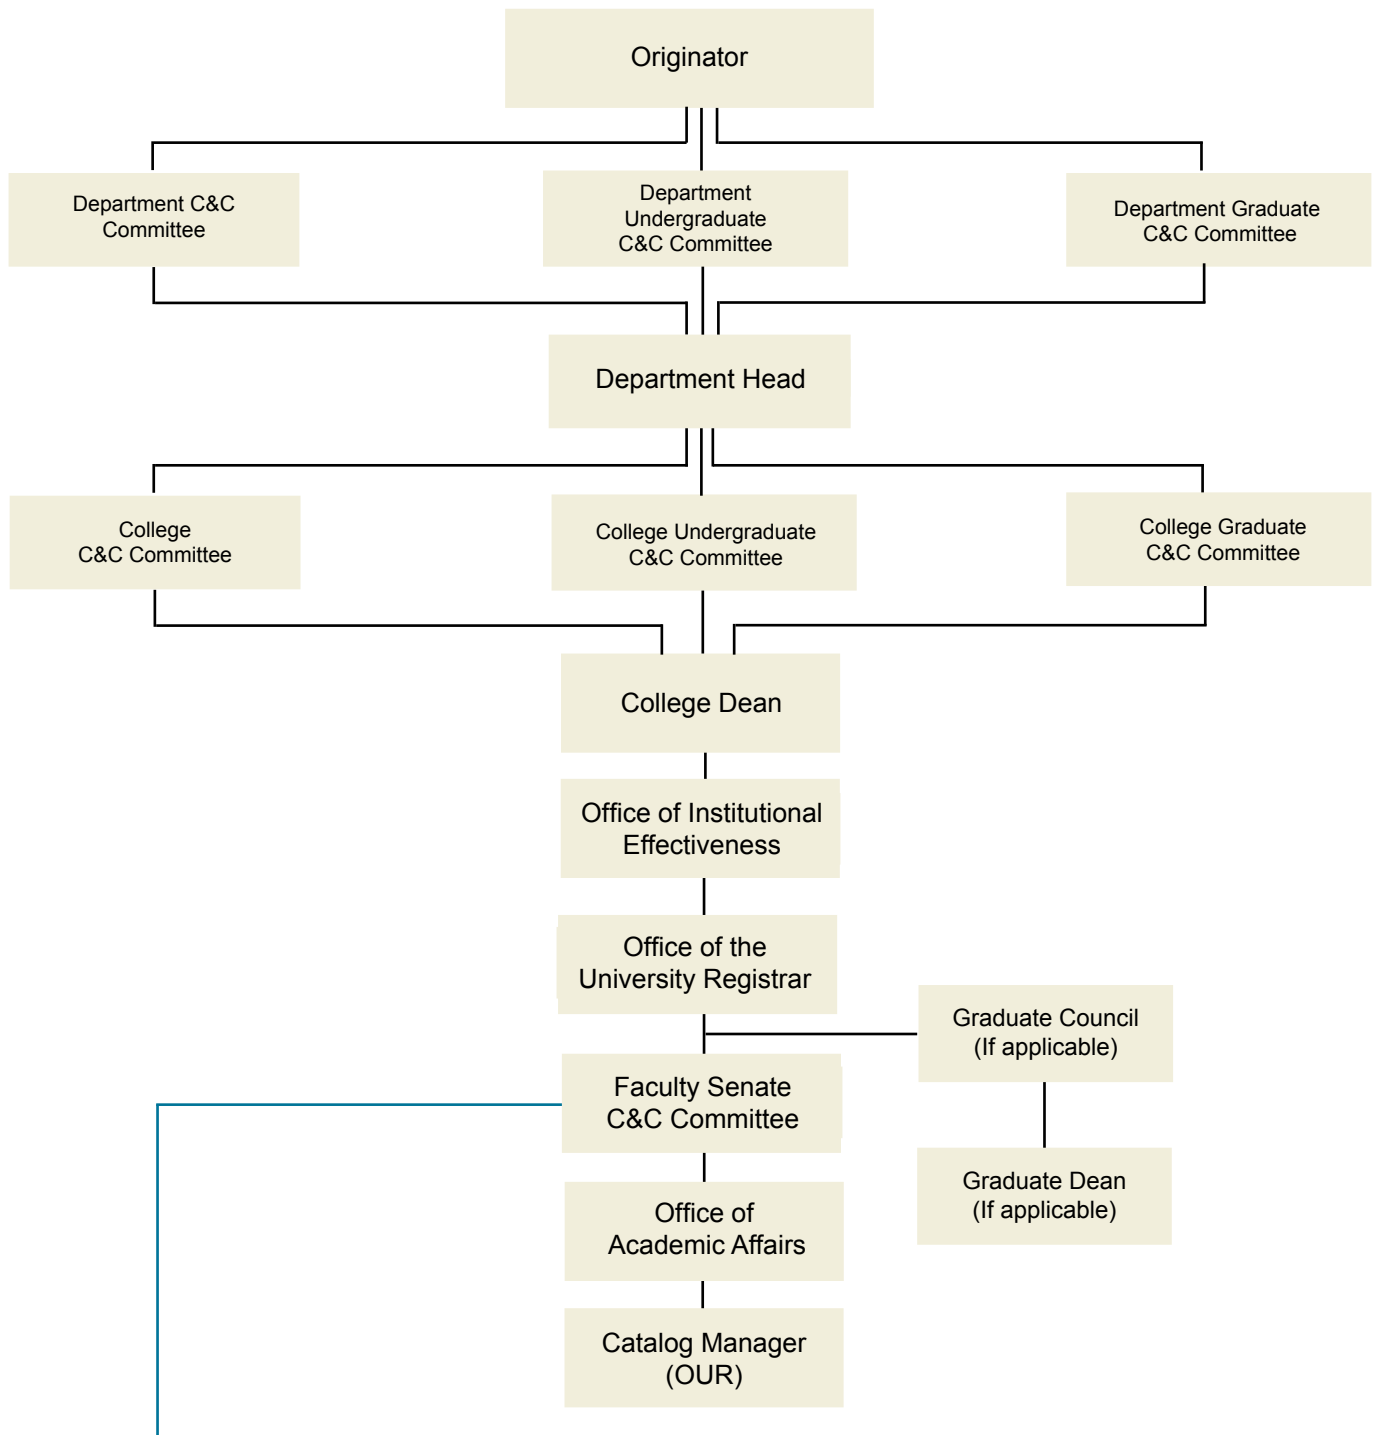 Originator
Department C&C
Committee
Department
Undergraduate
C&C Committee
Department Graduate
C&C Committee
Department Head
College
C&C Committee
College Undergraduate
C&C Committee
College Graduate
C&C Committee
College Dean
Office of Institutional
Effectiveness
Office of the
University Registrar
Graduate Council
(If applicable)
Faculty Senate
C&C Committee
Graduate Dean
(If applicable)
Office of
Academic Affairs
Catalog Manager
(OUR)